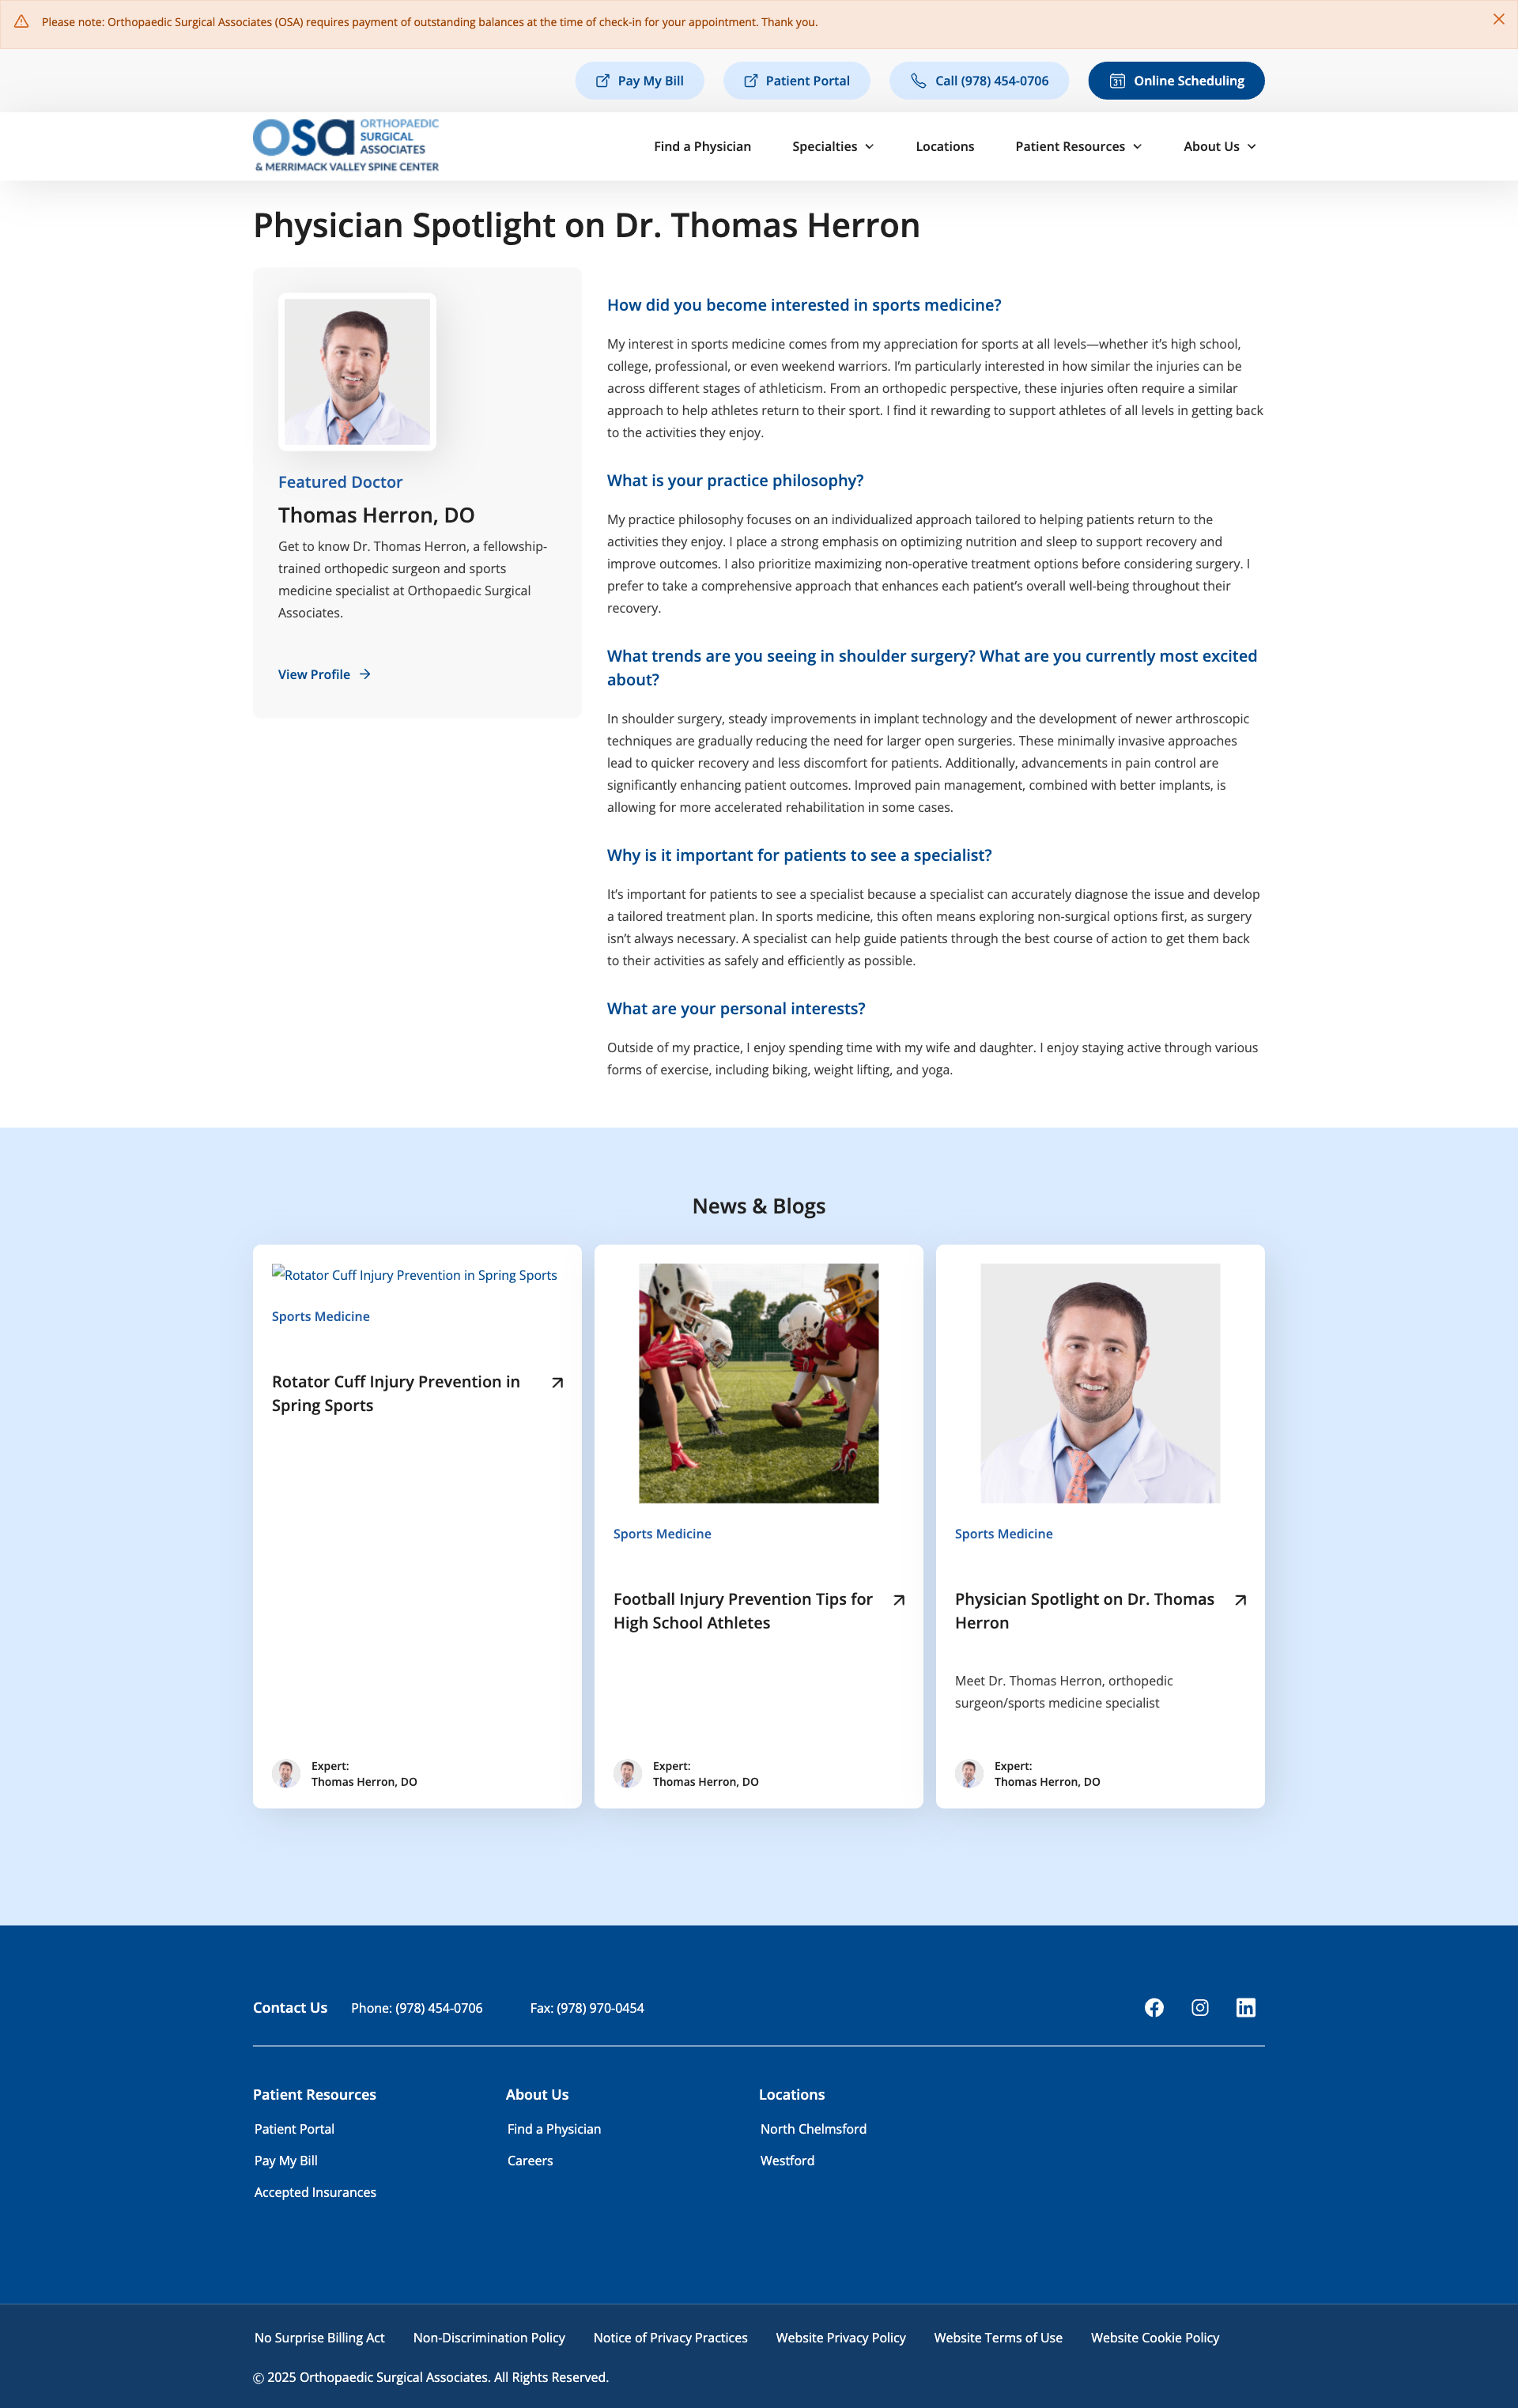 Please note: Orthopaedic Surgical Associates (OSA) requires payment of outstanding balances at the time of check-in for your appointment. Thank you.
Pay My Bill
Patient Portal
Call (978) 454-0706
31
Online Scheduling
osa ORTHOPAEDIC
SURGICAL
ASSOCIATES
& MERRIMACK VALLEY SPINE CENTER
Find a Physician
Specialties
Locations
Patient Resources
About Us
Physician Spotlight on Dr. Thomas Herron
Featured Doctor
Thomas Herron, DO
Get to know Dr. Thomas Herron, a fellowship-
trained orthopedic surgeon and sports
medicine specialist at Orthopaedic Surgical
Associates.
View Profile
How did you become interested in sports medicine?
My interest in sports medicine comes from my appreciation for sports at all levels—whether it’s high school,
college, professional, or even weekend warriors. I’m particularly interested in how similar the injuries can be
across different stages of athleticism. From an orthopedic perspective, these injuries often require a similar
approach to help athletes return to their sport. I find it rewarding to support athletes of all levels in getting back
to the activities they enjoy.
What is your practice philosophy?
My practice philosophy focuses on an individualized approach tailored to helping patients return to the
activities they enjoy. I place a strong emphasis on optimizing nutrition and sleep to support recovery and
improve outcomes. I also prioritize maximizing non-operative treatment options before considering surgery. I
prefer to take a comprehensive approach that enhances each patient’s overall well-being throughout their
recovery.
What trends are you seeing in shoulder surgery? What are you currently most excited
about?
In shoulder surgery, steady improvements in implant technology and the development of newer arthroscopic
techniques are gradually reducing the need for larger open surgeries. These minimally invasive approaches
lead to quicker recovery and less discomfort for patients. Additionally, advancements in pain control are
significantly enhancing patient outcomes. Improved pain management, combined with better implants, is
allowing for more accelerated rehabilitation in some cases.
Why is it important for patients to see a specialist?
It’s important for patients to see a specialist because a specialist can accurately diagnose the issue and develop
a tailored treatment plan. In sports medicine, this often means exploring non-surgical options first, as surgery
isn’t always necessary. A specialist can help guide patients through the best course of action to get them back
to their activities as safely and efficiently as possible.
What are your personal interests?
Outside of my practice, I enjoy spending time with my wife and daughter. I enjoy staying active through various
forms of exercise, including biking, weight lifting, and yoga.
News & Blogs
Rotator Cuff Injury Prevention in Spring Sports
Sports Medicine
Rotator Cuff Injury Prevention in
Spring Sports
Expert:
Thomas Herron, DO
Sports Medicine
Football Injury Prevention Tips for
High School Athletes
Expert:
Thomas Herron, DO
Sports Medicine
Physician Spotlight on Dr. Thomas
Herron
Meet Dr. Thomas Herron, orthopedic
surgeon/sports medicine specialist
Expert:
Thomas Herron, DO
Contact Us
Phone: (978) 454-0706
Fax: (978) 970-0454
Patient Resources
Patient Portal
Pay My Bill
Accepted Insurances
About Us
Find a Physician
Careers
Locations
North Chelmsford
Westford
No Surprise Billing Act
Non-Discrimination Policy
Notice of Privacy Practices
Website Privacy Policy
Website Terms of Use
Website Cookie Policy
© 2025 Orthopaedic Surgical Associates. All Rights Reserved.